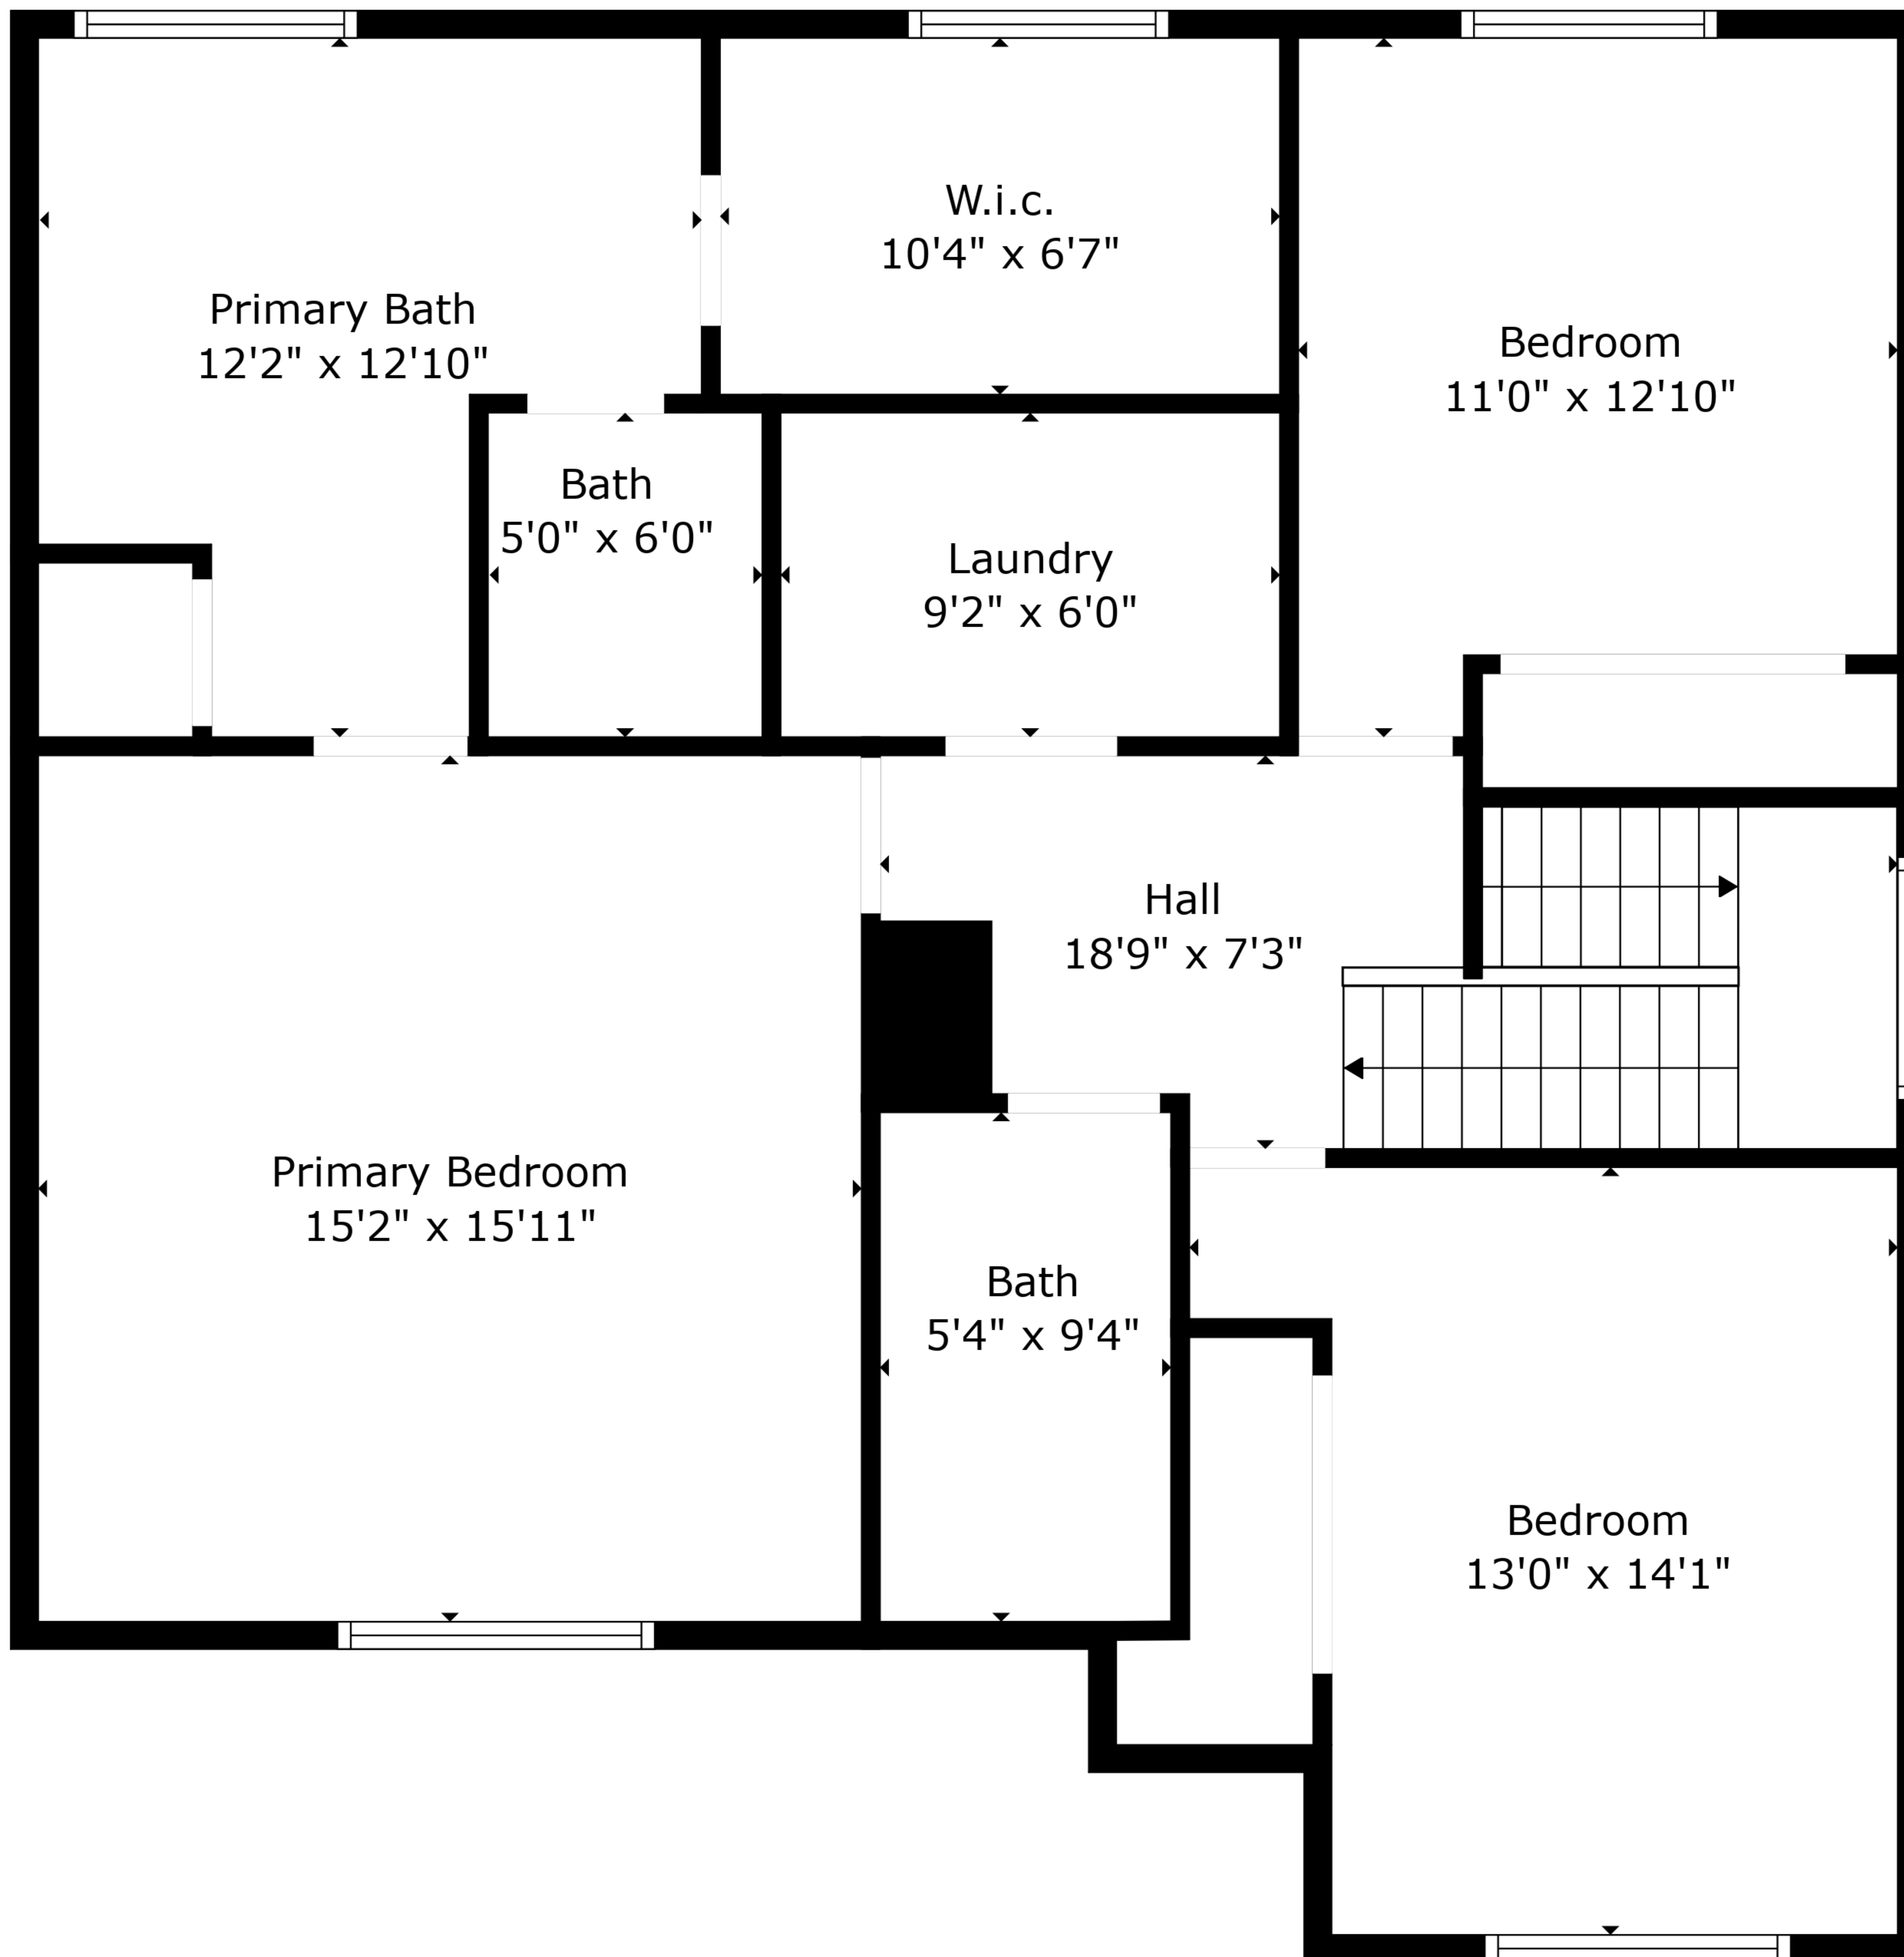 W.i.c.
10'4" x 6'7"
Primary Bath
12'2" x 12'10"
Bedroom
11'0" x 12'10"
Bath
5'0" x 6'0"
Laundry
9'2" x 6'0"
Hall
18'9" x 7'3"
Primary Bedroom
15'2" x 15'11"
Bath
5'4" x 9'4"
Bedroom
13'0" x 14'1"